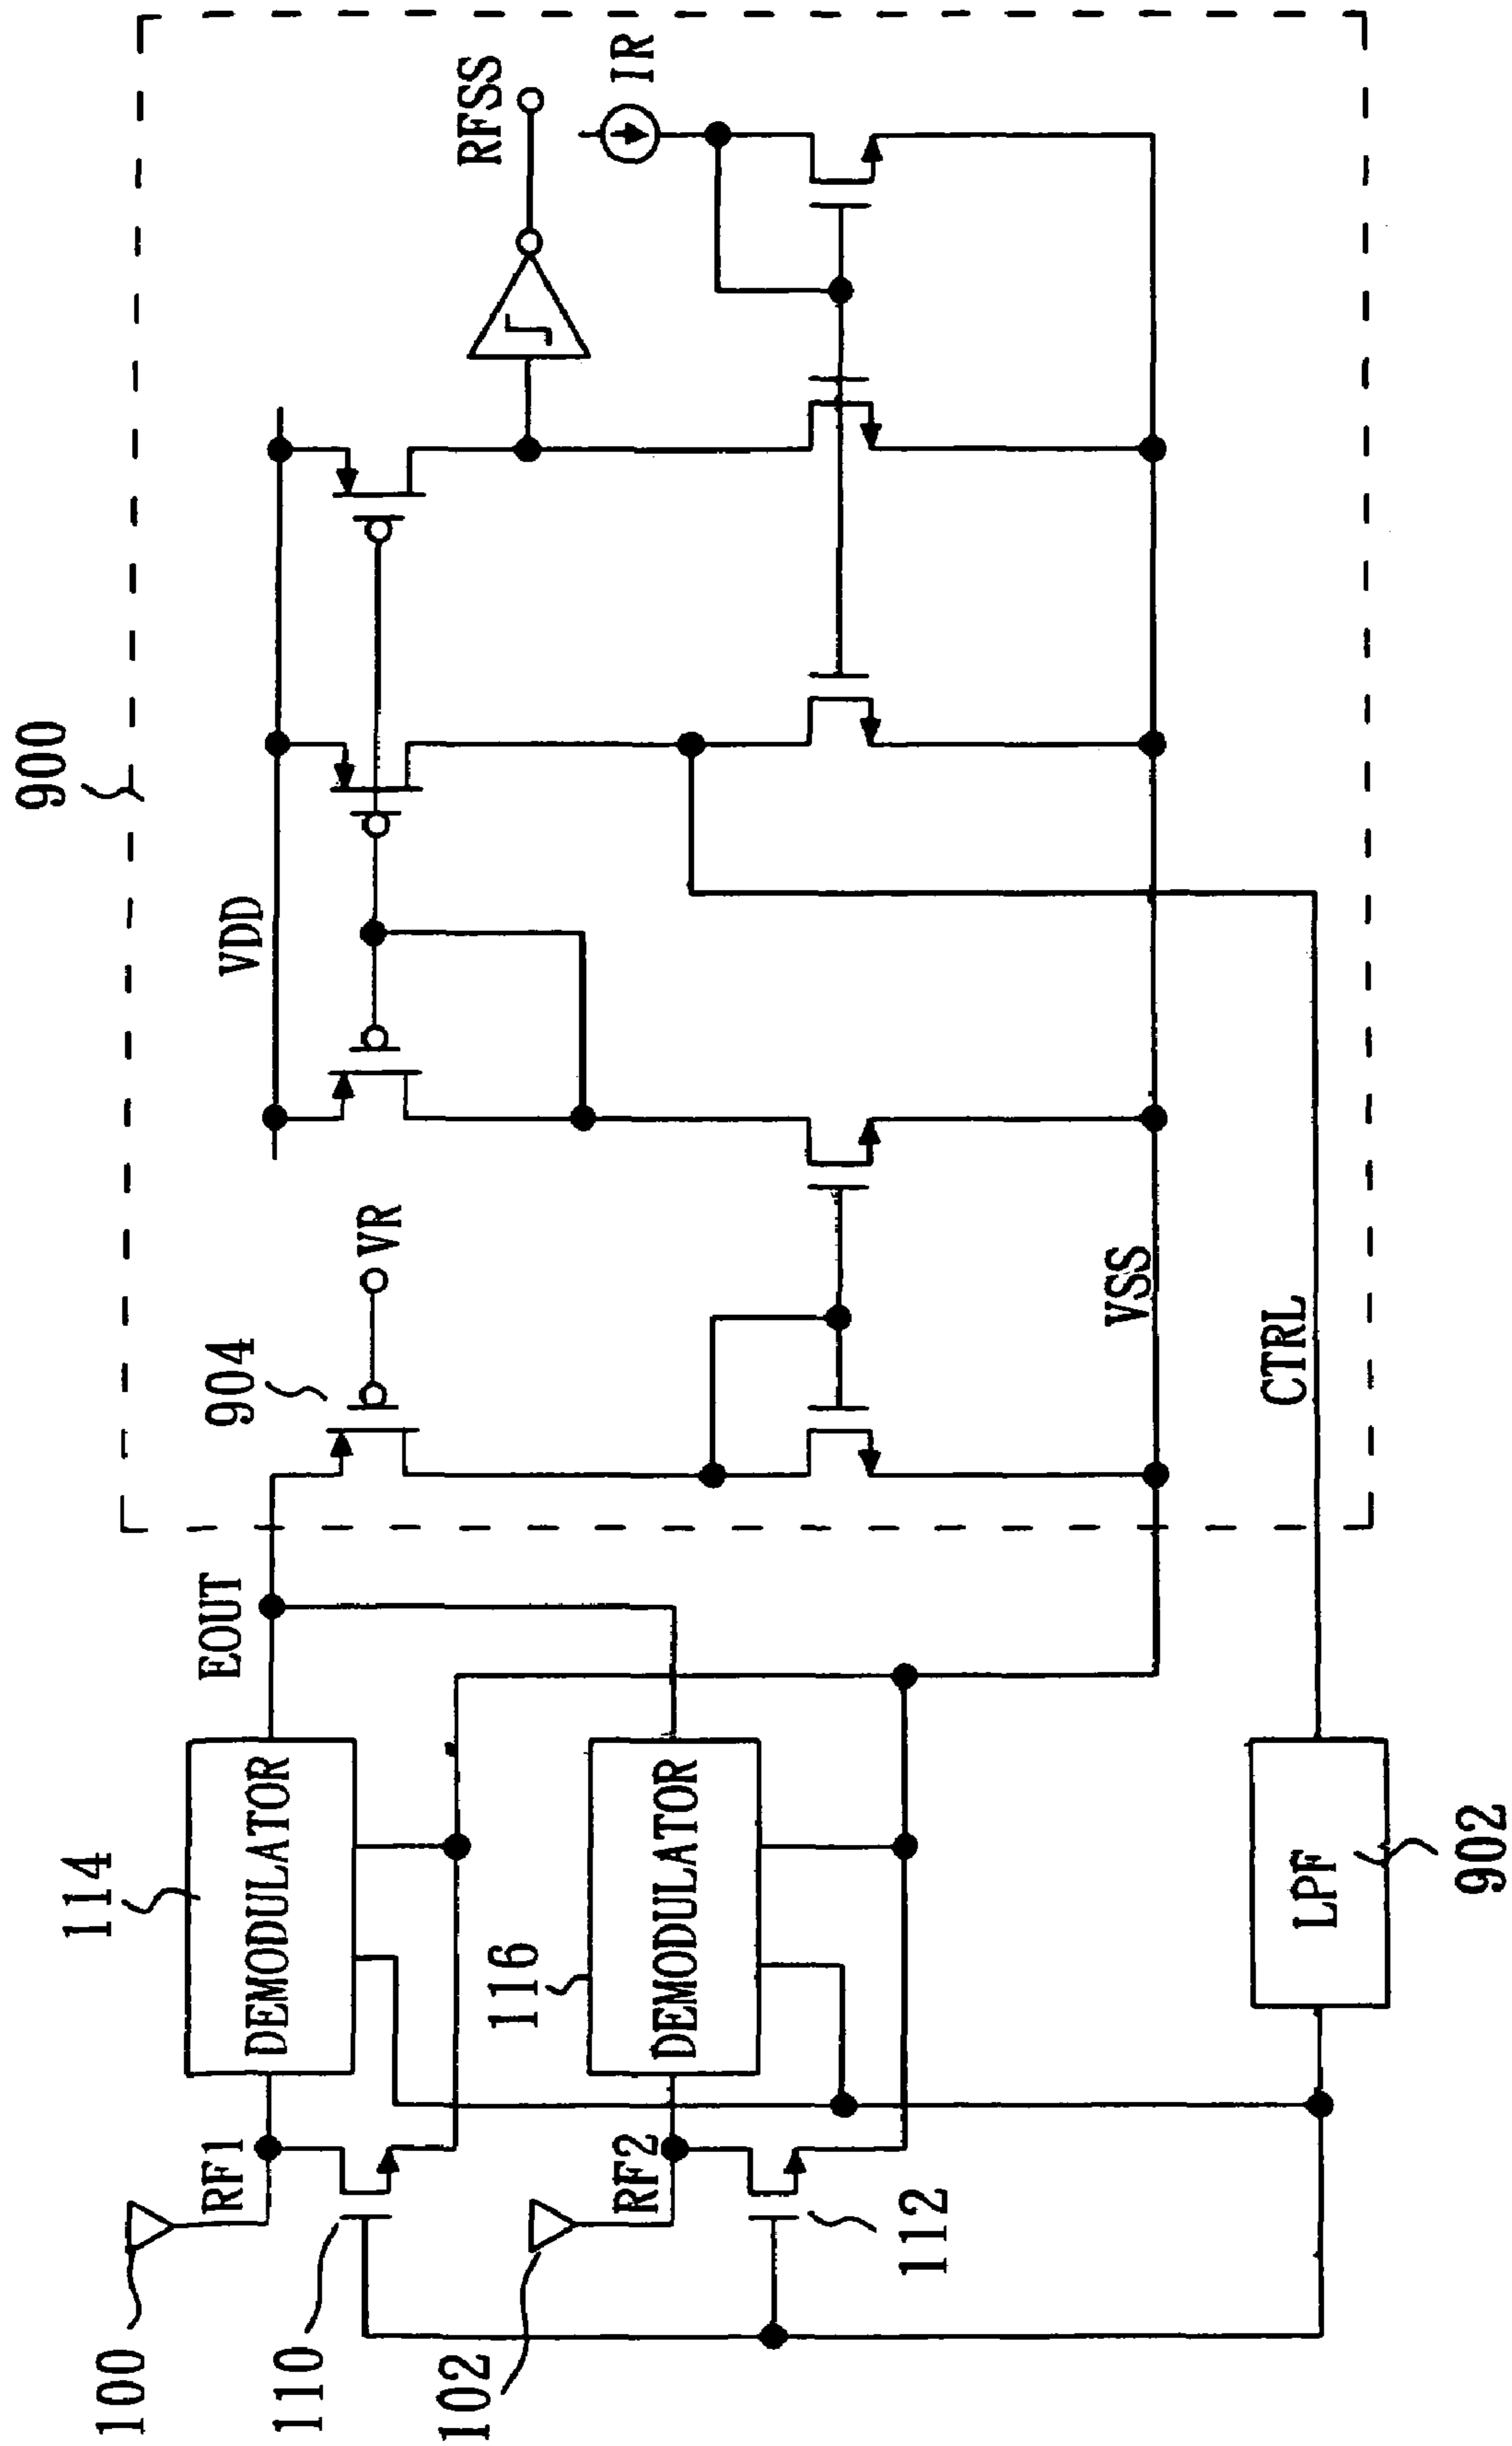 900
RFSS
IR
VDD
904
VR
VSS
EOUT
CTRL
114
DEMODULATOR
116
DEMODULATOR
LPF
902
RF1
RF2
100
110
102
112